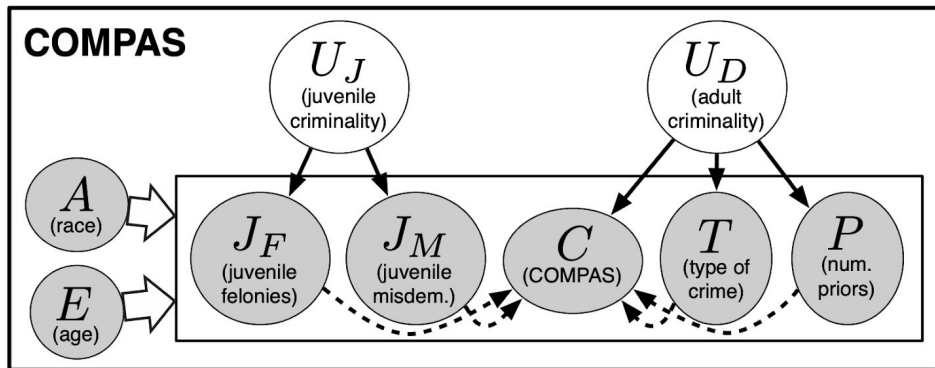 COMPAS
U_J
(juvenile
criminality)
U_D
(adult
criminality)
A
(race)
E
(age)
J_F
(juvenile
felonies)
J_M
(juvenile
misdem.)
C
(COMPAS)
T
(type of
crime)
P
(num.
priors)